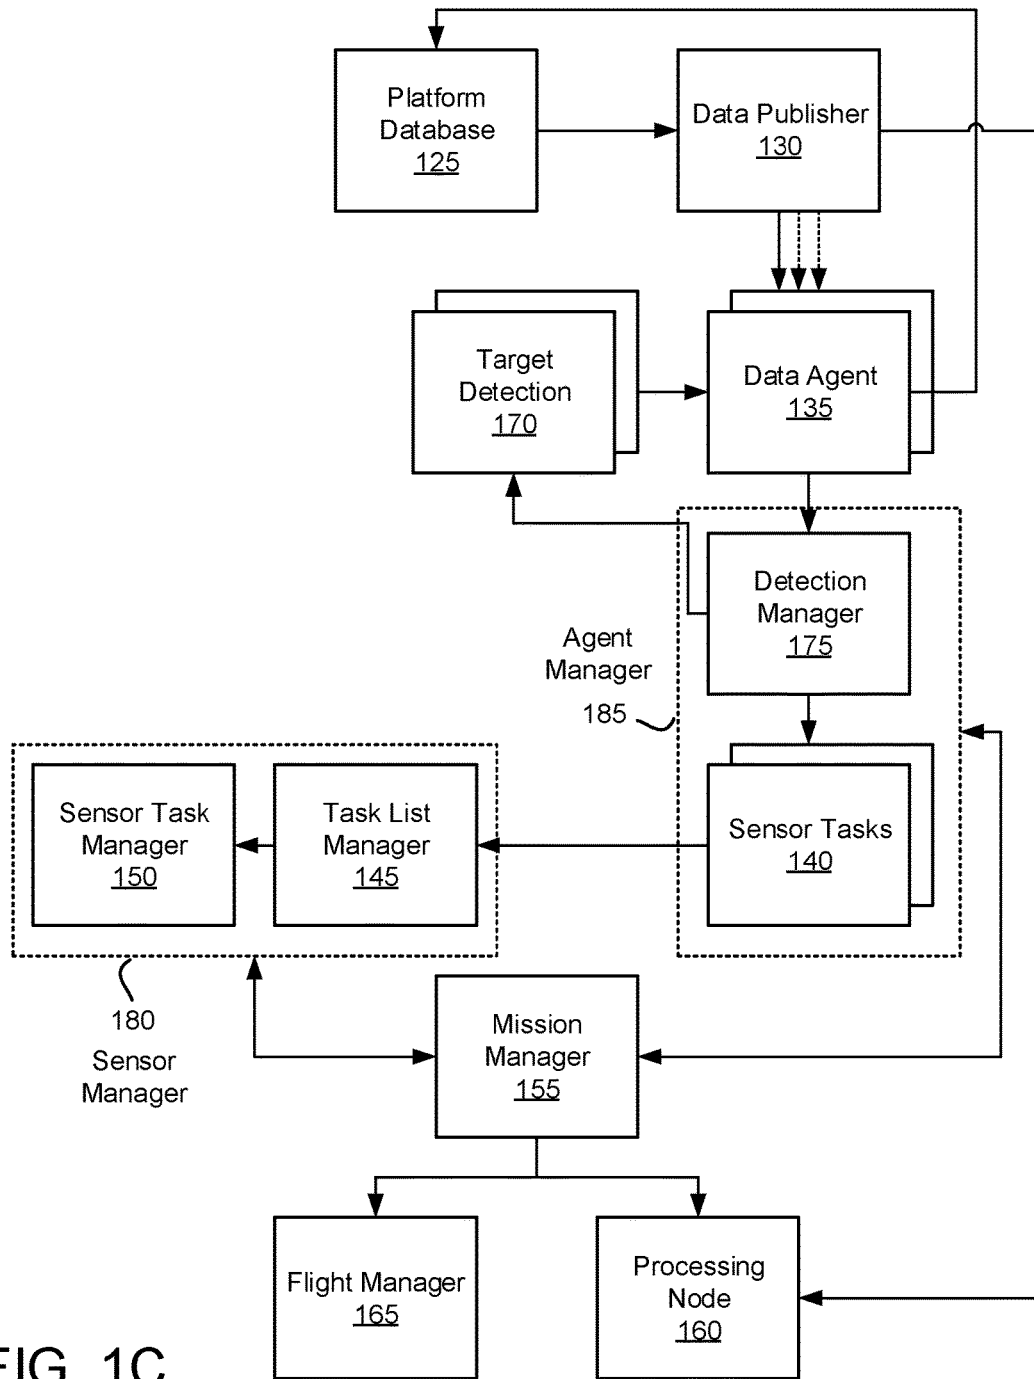 Platform
Database
125
Data Publisher
130
Target
Detection
170
Data Agent
135
Detection
Manager
175
Agent
Manager
185
Sensor Task
Manager
150
Task List
Manager
145
Sensor Tasks
140
180
Sensor
Manager
Mission
Manager
155
Flight Manager
165
Processing
Node
160
FIG. 1C